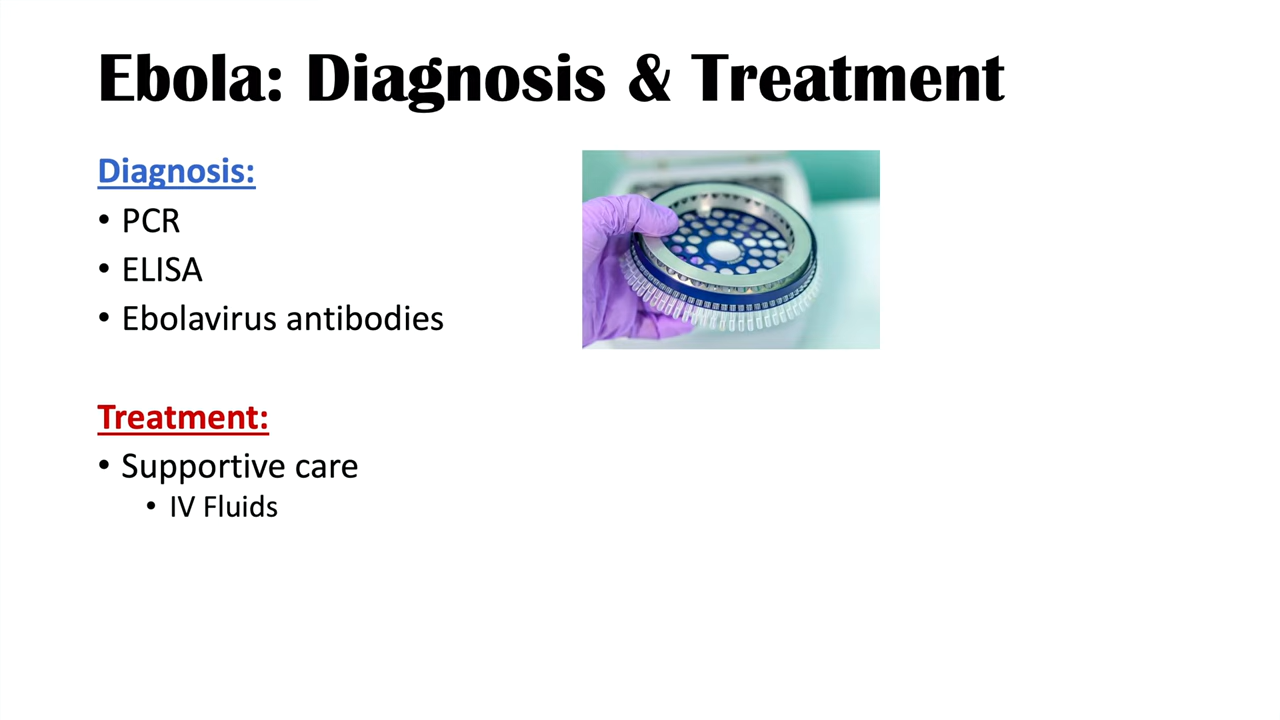 Ebola: Diagnosis & Treatment
Diagnosis:
• PCR
• ELISA
• Ebolavirus antibodies
Treatment:
• Supportive care
• IV Fluids